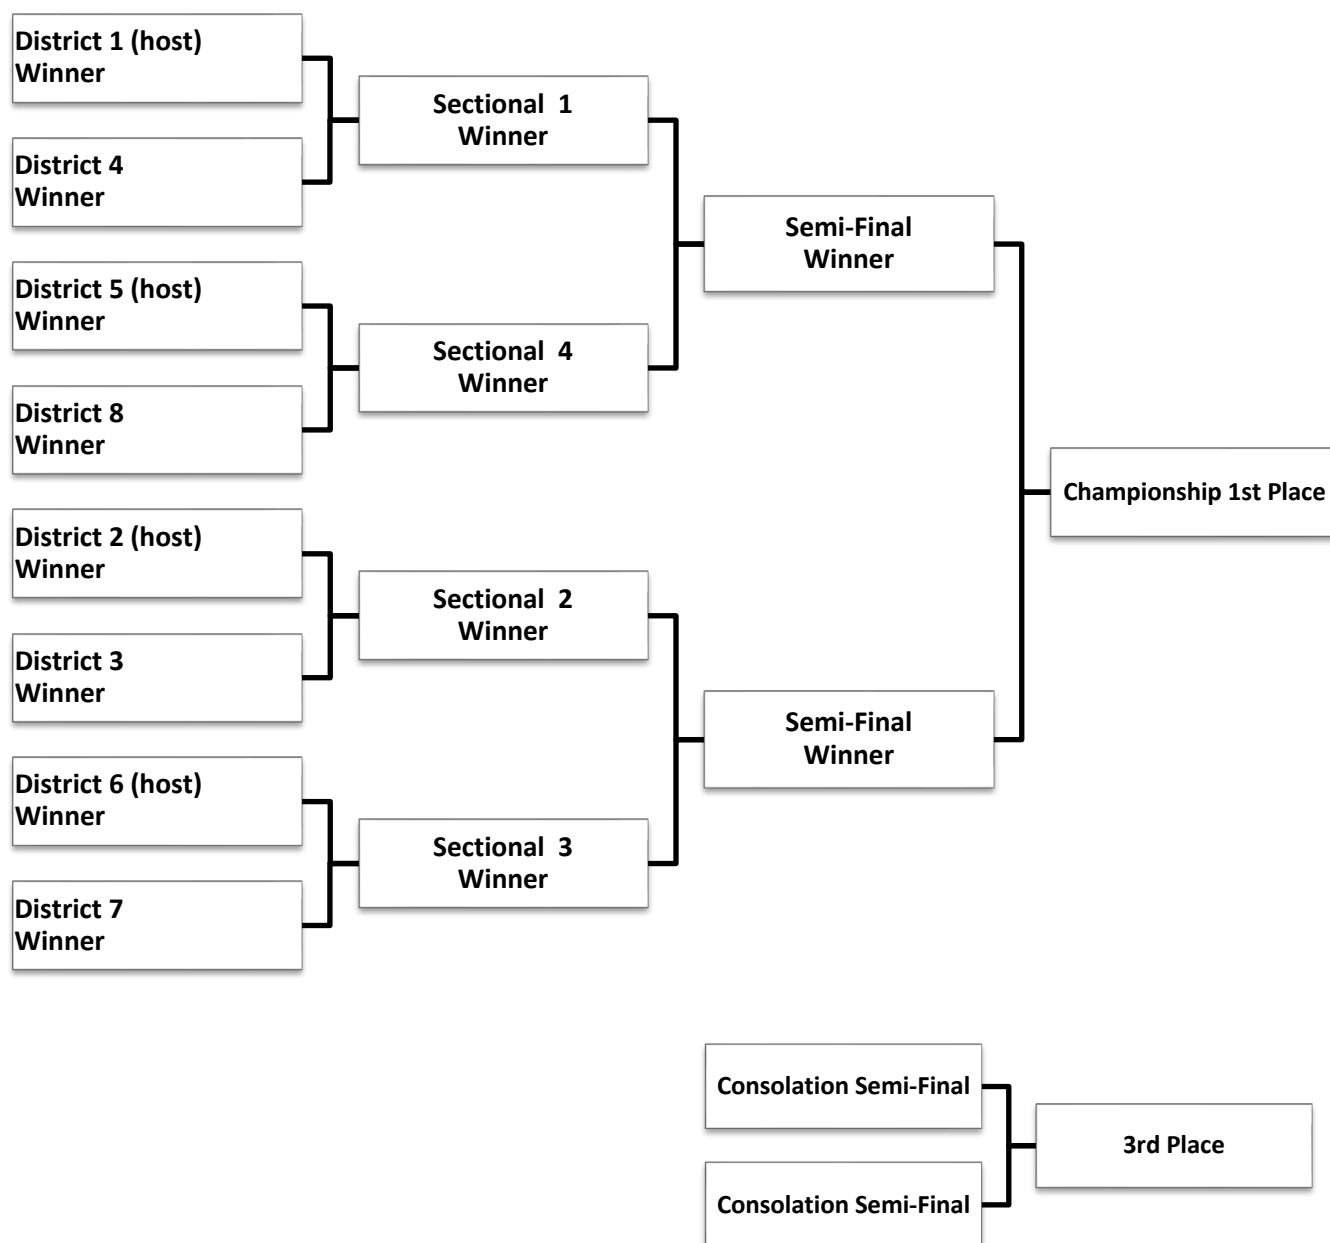 District 1 (host)
Winner
District 4
Winner
District 5 (host)
Winner
District 8
Winner
District 2 (host)
Winner
District 3
Winner
District 6 (host)
Winner
District 7
Winner
Sectional 1
Winner
Sectional 4
Winner
Sectional 2
Winner
Sectional 3
Winner
Semi-Final
Winner
Semi-Final
Winner
Championship 1st Place
Consolation Semi-Final
Consolation Semi-Final
3rd Place